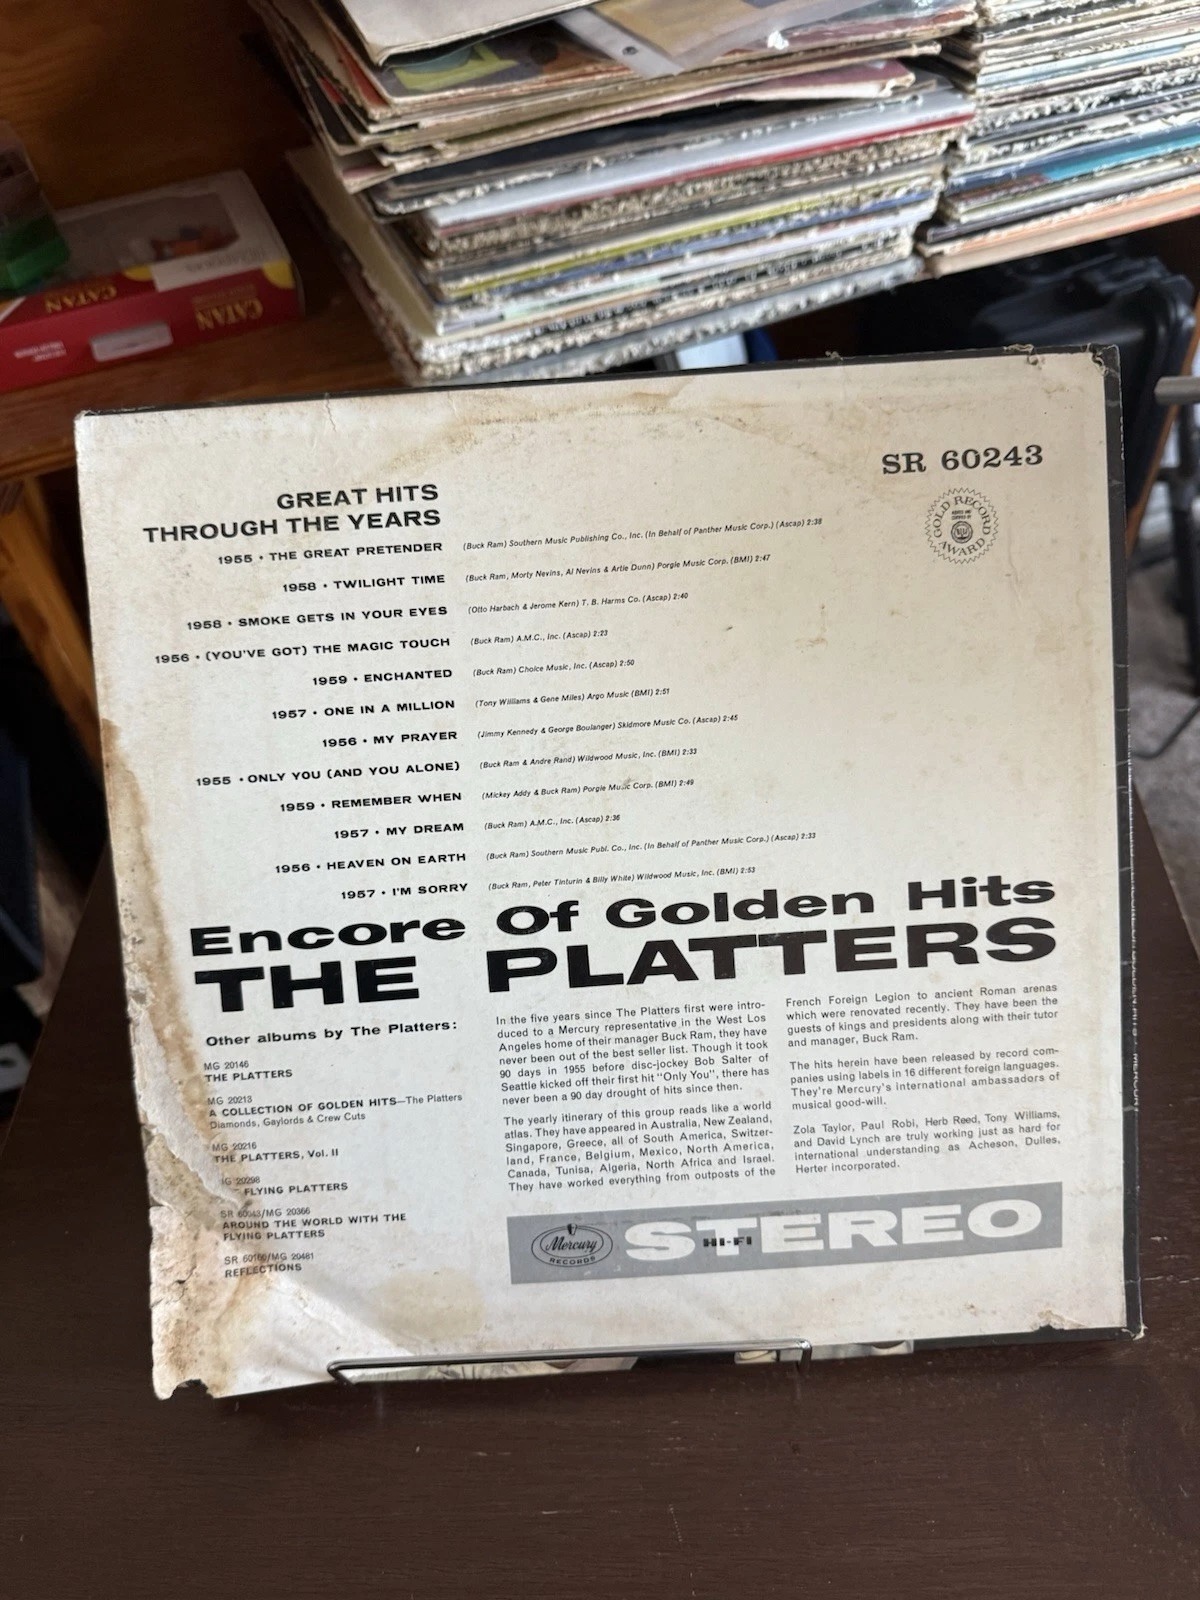 CATAN
CATAN
SR 60243
GOLD RECORD AWARD
GREAT HITS
THROUGH THE YEARS
1955 • THE GREAT PRETENDER (Buck Ram) Southern Music Publishing Co., Inc. (In Behalf of Panther Music Corp.) (Ascap) 2:38
1958 • TWILIGHT TIME (Buck Ram, Morty Nevins, Al Nevins & Artie Dunn) Porgie Music Corp. (BMI) 2:47
1958 • SMOKE GETS IN YOUR EYES (Otto Harbach & Jerome Kern) T. B. Harms Co. (Ascap) 2:40
1956 • (YOU'VE GOT) THE MAGIC TOUCH (Buck Ram) A.M.C., Inc. (Ascap) 2:23
1959 • ENCHANTED (Buck Ram) Choice Music, Inc. (Ascap) 2:50
1957 • ONE IN A MILLION (Tony Williams & Gene Miles) Argo Music (BMI) 2:51
1956 • MY PRAYER (Jimmy Kennedy & George Boulanger) Skidmore Music Co. (Ascap) 2:45
1955 • ONLY YOU (AND YOU ALONE) (Buck Ram & Andre Rand) Wildwood Music, Inc. (BMI) 2:33
1959 • REMEMBER WHEN (Mickey Addy & Buck Ram) Porgie Music Corp. (BMI) 2:49
1957 • MY DREAM (Buck Ram) A.M.C., Inc. (Ascap) 2:36
1956 • HEAVEN ON EARTH (Buck Ram) Southern Music Publ. Co., Inc. (In Behalf of Panther Music Corp.) (Ascap) 2:33
1957 • I'M SORRY (Buck Ram, Peter Tinturin & Billy White) Wildwood Music, Inc. (BMI) 2:53
Encore Of Golden Hits
THE PLATTERS
Other albums by The Platters:
MG 20146
THE PLATTERS
MG 20213
A COLLECTION OF GOLDEN HITS—The Platters
Diamonds, Gaylords & Crew Cuts
MG 20216
THE PLATTERS, Vol. II
MG 20298
FLYING PLATTERS
SR 60043/MG 20366
AROUND THE WORLD WITH THE
FLYING PLATTERS
SR 60160/MG 20481
REFLECTIONS
In the five years since The Platters first were intro-
duced to a Mercury representative in the West Los
Angeles home of their manager Buck Ram, they have
never been out of the best seller list. Though it took
90 days in 1955 before disc-jockey Bob Salter of
Seattle kicked off their first hit "Only You", there has
never been a 90 day drought of hits since then.
The yearly itinerary of this group reads like a world
atlas. They have appeared in Australia, New Zealand,
Singapore, Greece, all of South America, Switzer-
land, France, Belgium, Mexico, North America,
Canada, Tunisa, Algeria, North Africa and Israel.
They have worked everything from outposts of the
French Foreign Legion to ancient Roman arenas
which were renovated recently. They have been the
guests of kings and presidents along with their tutor
and manager, Buck Ram.
The hits herein have been released by record com-
panies using labels in 16 different foreign languages.
They're Mercury's international ambassadors of
musical good-will.
Zola Taylor, Paul Robi, Herb Reed, Tony Williams,
and David Lynch are truly working just as hard for
international understanding as Acheson, Dulles,
Herter incorporated.
Mercury
RECORDS
STEREO
HI-FI